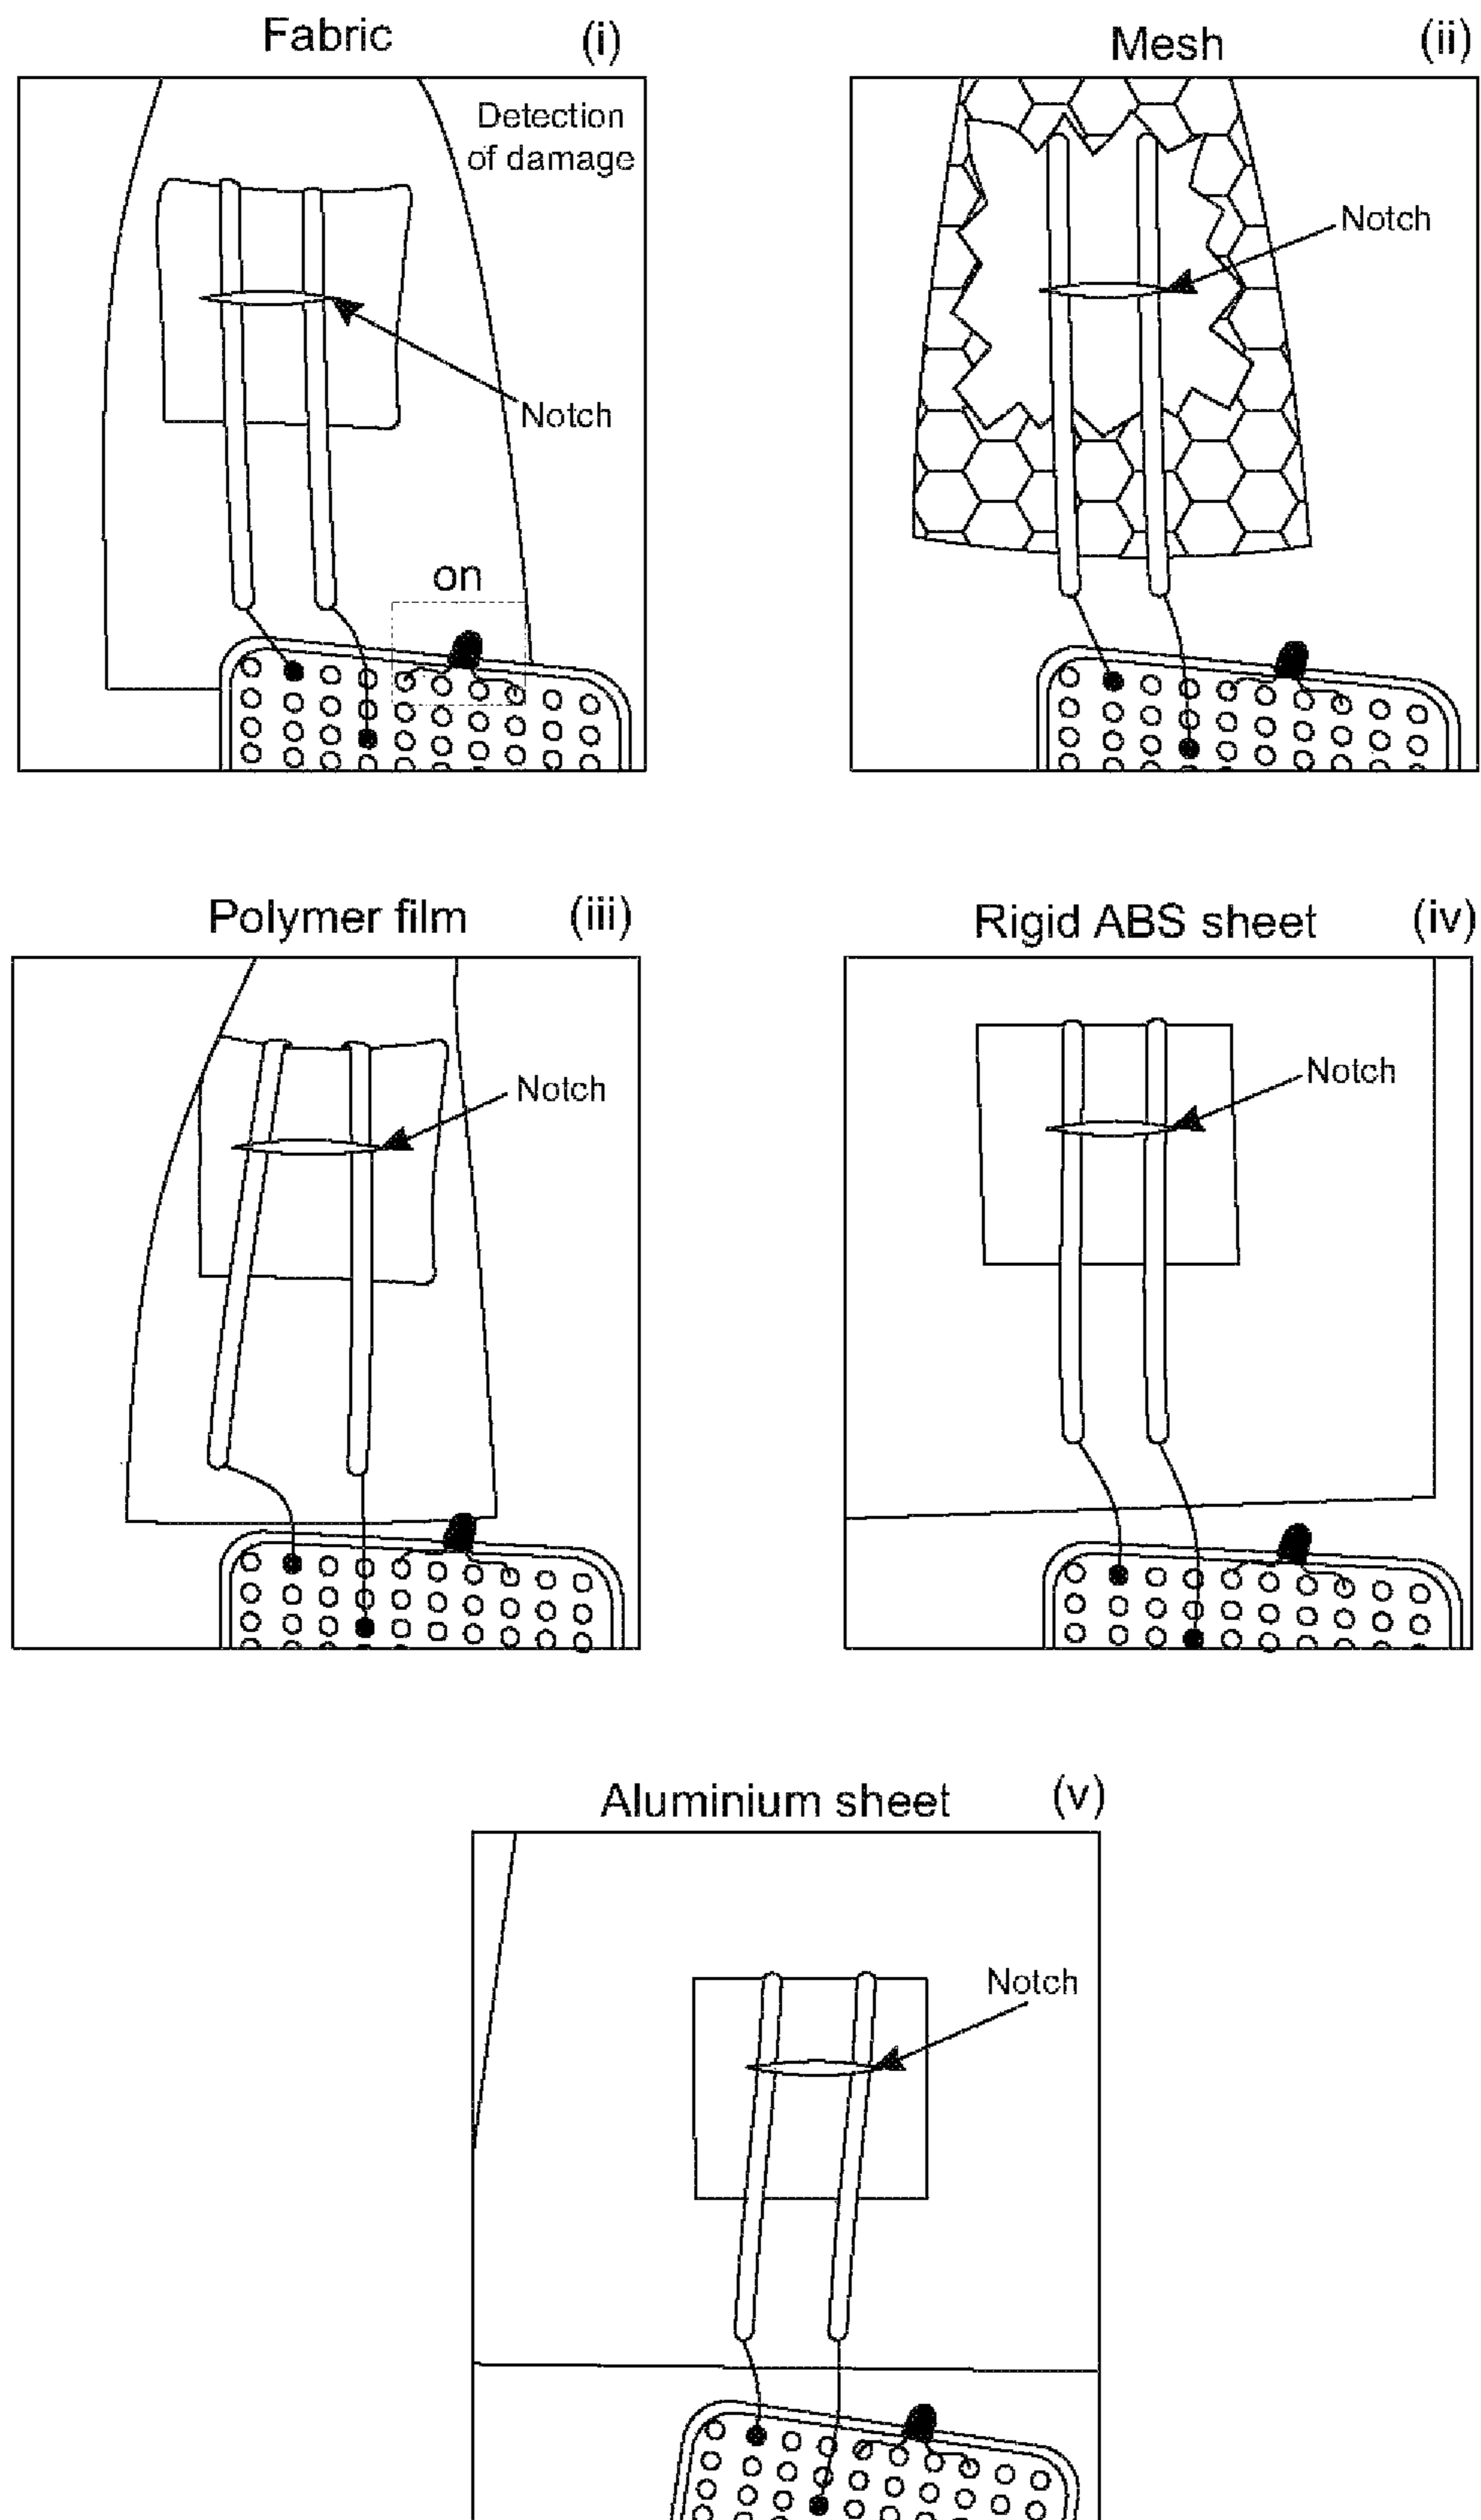 Fabric (i)
Detection
of damage
Notch
on
Mesh (ii)
Notch
Polymer film (iii)
Notch
Rigid ABS sheet (iv)
Notch
Aluminium sheet (v)
Notch